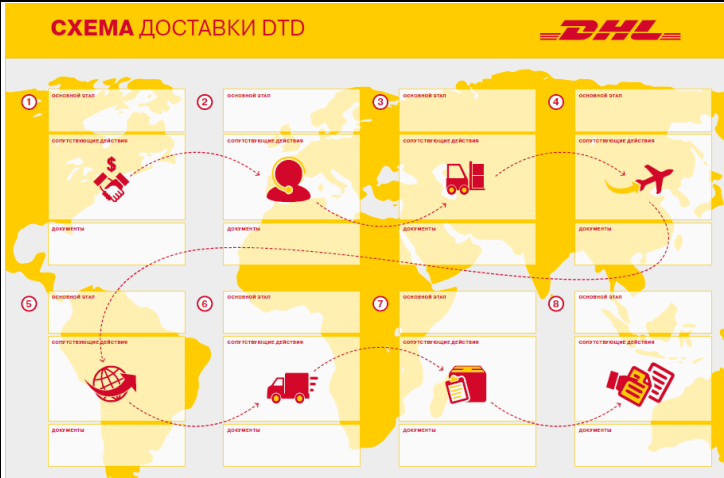 СХЕМА ДОСТАВКИ DTD
DHL
1
ОСНОВНОЙ ЭТАП
СОПУТСТВУЮЩИЕ ДЕЙСТВИЯ
$
ДОКУМЕНТЫ
2
ОСНОВНОЙ ЭТАП
СОПУТСТВУЮЩИЕ ДЕЙСТВИЯ
ДОКУМЕНТЫ
3
ОСНОВНОЙ ЭТАП
СОПУТСТВУЮЩИЕ ДЕЙСТВИЯ
ДОКУМЕНТЫ
4
ОСНОВНОЙ ЭТАП
СОПУТСТВУЮЩИЕ ДЕЙСТВИЯ
ДОКУМЕНТЫ
5
ОСНОВНОЙ ЭТАП
СОПУТСТВУЮЩИЕ ДЕЙСТВИЯ
ДОКУМЕНТЫ
6
ОСНОВНОЙ ЭТАП
СОПУТСТВУЮЩИЕ ДЕЙСТВИЯ
ДОКУМЕНТЫ
7
ОСНОВНОЙ ЭТАП
СОПУТСТВУЮЩИЕ ДЕЙСТВИЯ
ДОКУМЕНТЫ
8
ОСНОВНОЙ ЭТАП
СОПУТСТВУЮЩИЕ ДЕЙСТВИЯ
ДОКУМЕНТЫ